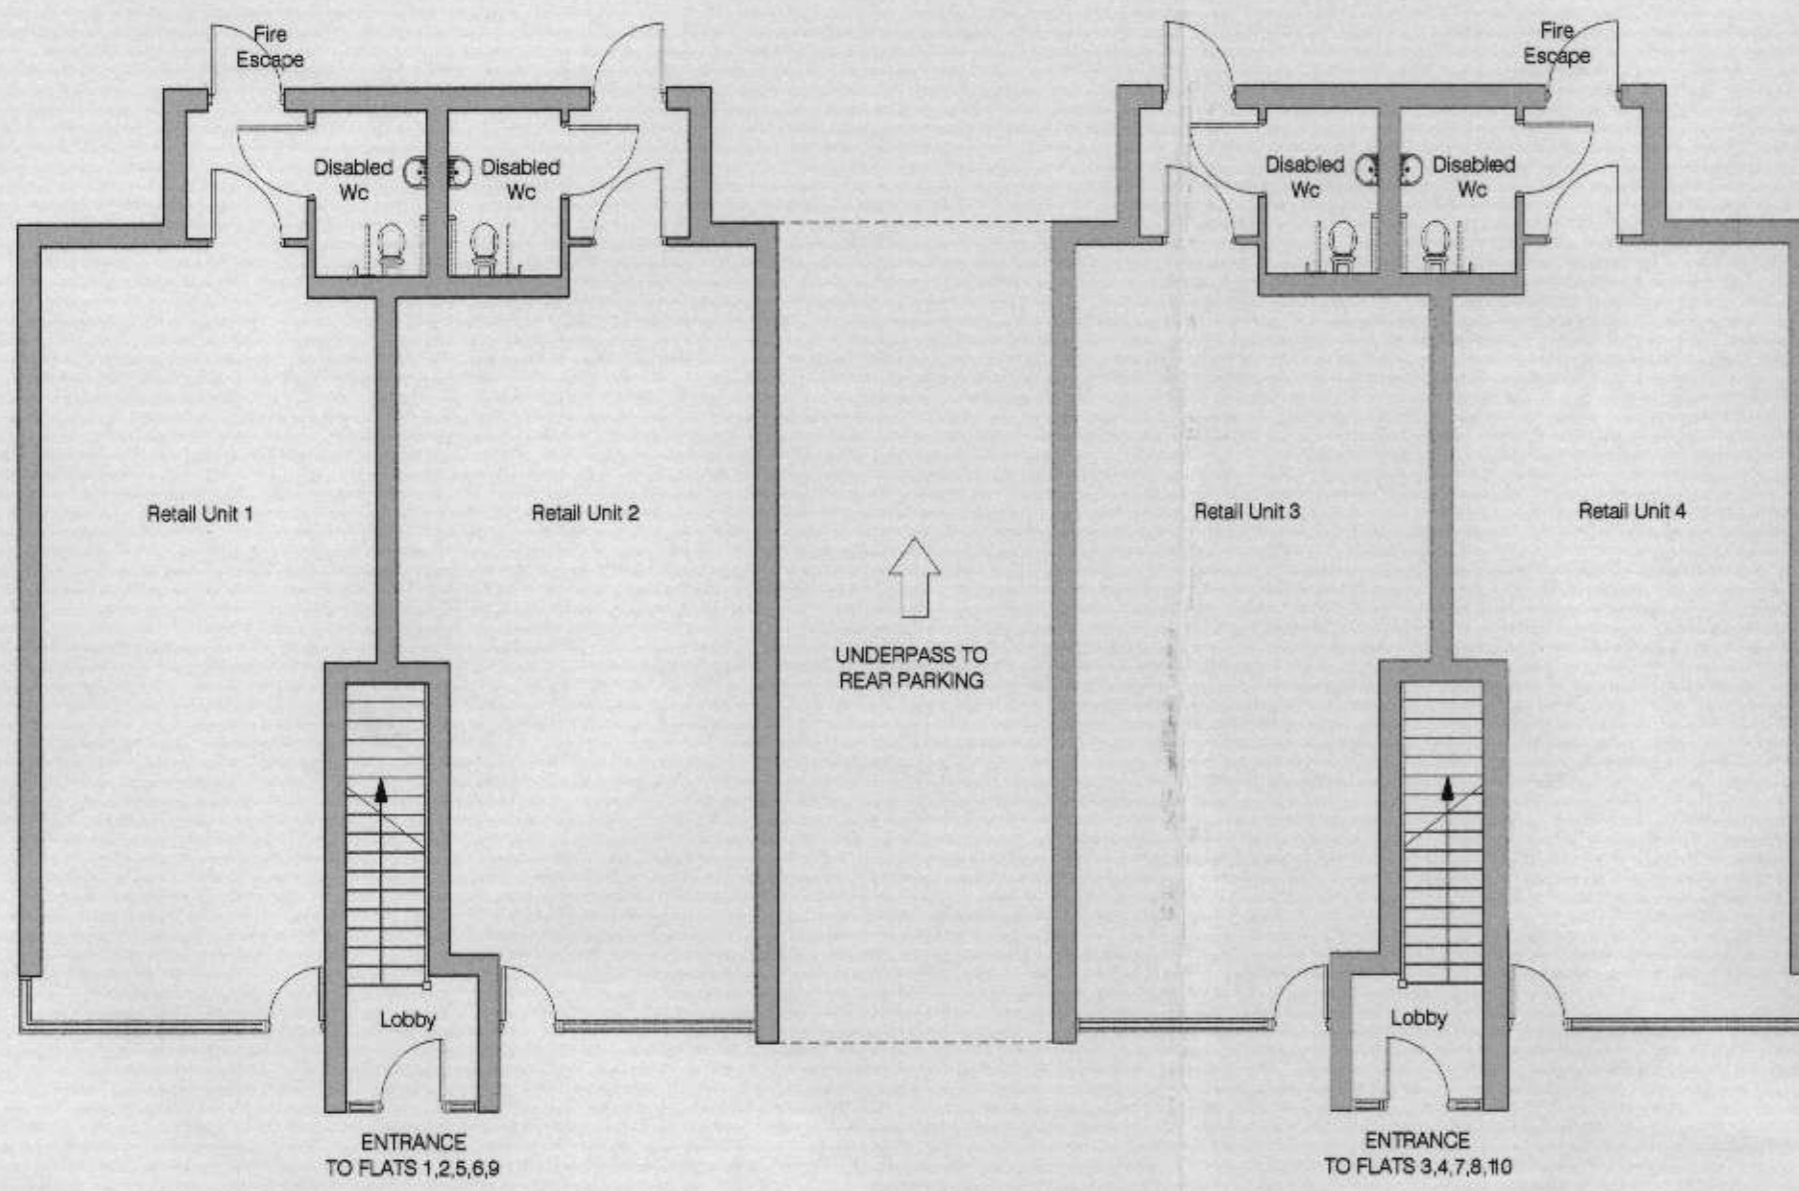 Fire
Escape
Fire
Escape
Disabled
Wc
Disabled
Wc
Disabled
Wc
Disabled
Wc
Retail Unit 1
Retail Unit 2
Retail Unit 3
Retail Unit 4
UNDERPASS TO
REAR PARKING
Lobby
Lobby
ENTRANCE
TO FLATS 1,2,5,6,9
ENTRANCE
TO FLATS 3,4,7,8,110